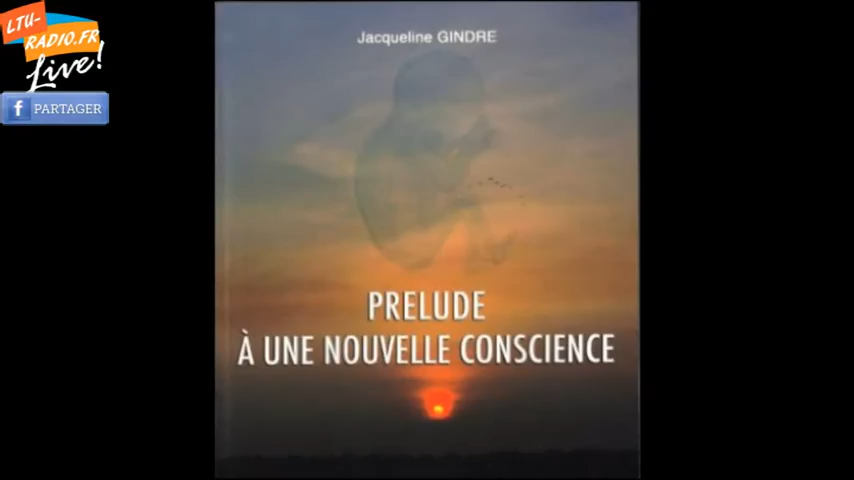 LTU-
RADIO.FR
Live!
f PARTAGER
Jacqueline GINDRE
PRELUDE
À UNE NOUVELLE CONSCIENCE